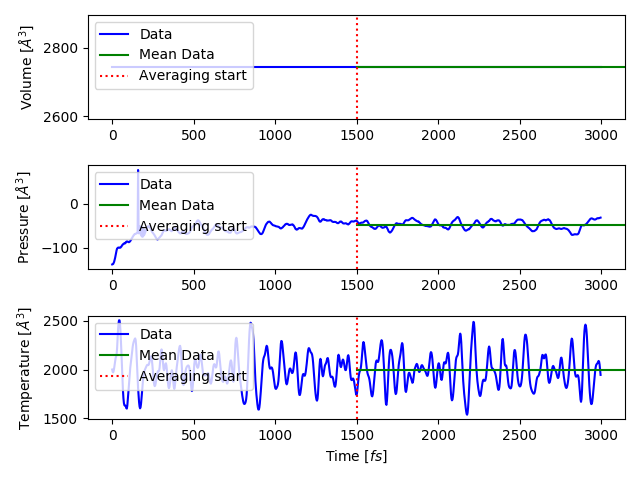 Volume [Å³]
2800
2600
Data
Mean Data
Averaging start
0 500 1000 1500 2000 2500 3000
Pressure [Å³]
0
−100
Data
Mean Data
Averaging start
0 500 1000 1500 2000 2500 3000
Temperature [Å³]
2500
2000
1500
Data
Mean Data
Averaging start
0 500 1000 1500 2000 2500 3000
Time [fs]